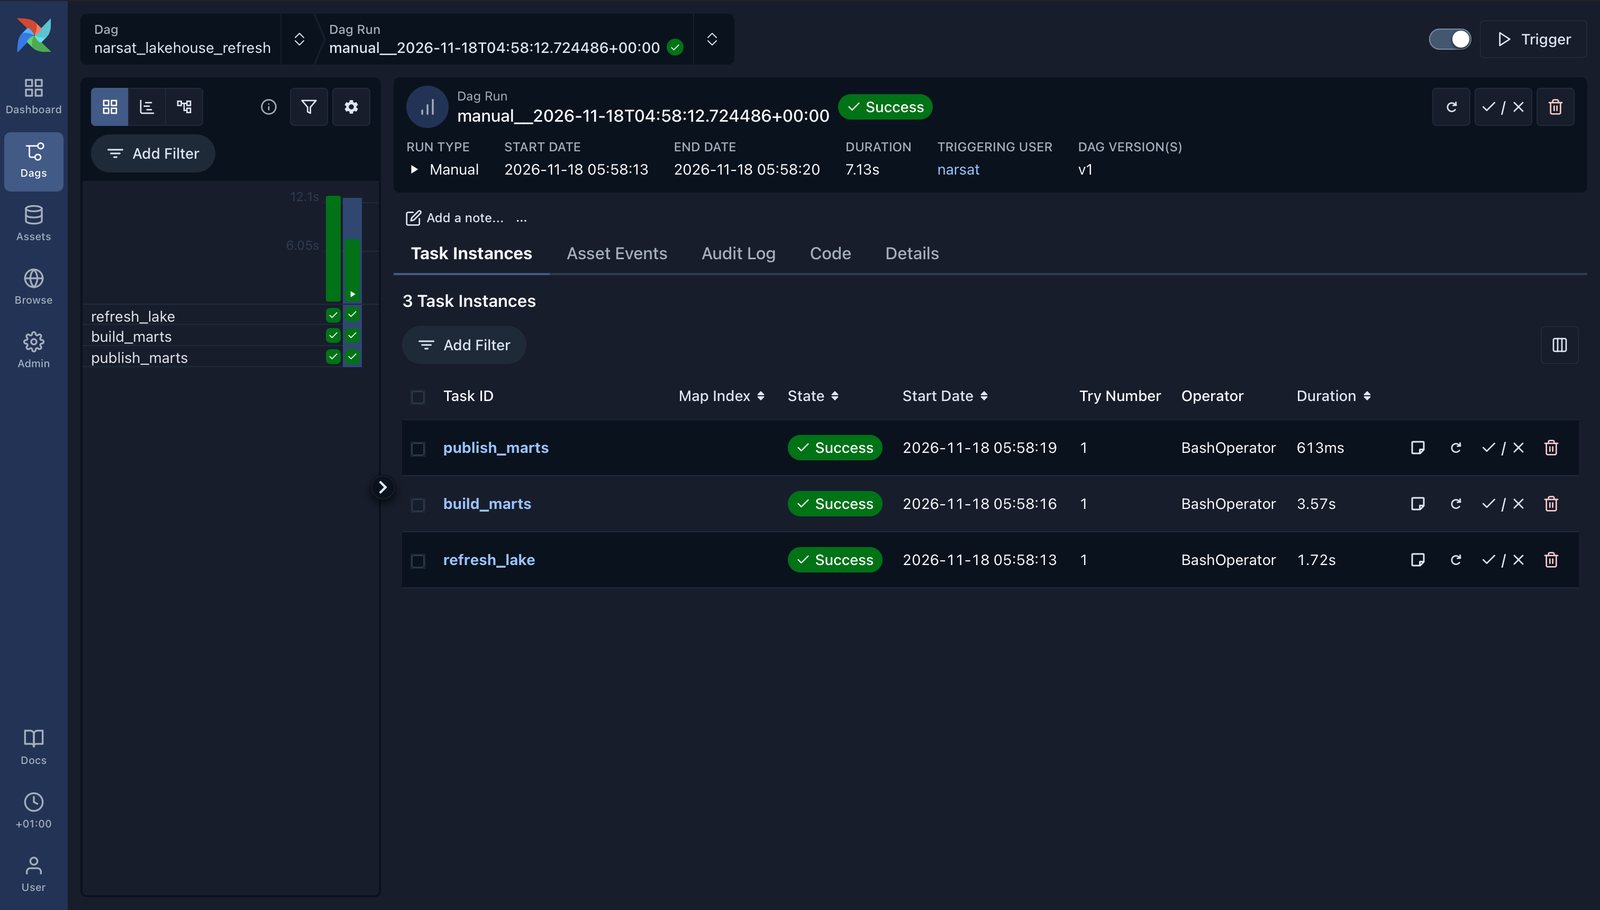 Dag
narsat_lakehouse_refresh
Dag Run
manual__2026-11-18T04:58:12.724486+00:00
Trigger
Dashboard
Dags
Assets
Browse
Admin
Docs
+01:00
User
Add Filter
12.1s
6.05s
refresh_lake
build_marts
publish_marts
Dag Run
manual__2026-11-18T04:58:12.724486+00:00
Success
RUN TYPE START DATE END DATE DURATION TRIGGERING USER DAG VERSION(S)
Manual 2026-11-18 05:58:13 2026-11-18 05:58:20 7.13s narsat v1
Add a note... ...
Task Instances Asset Events Audit Log Code Details
3 Task Instances
Add Filter
Task ID Map Index State Start Date Try Number Operator Duration
publish_marts Success 2026-11-18 05:58:19 1 BashOperator 613ms /
build_marts Success 2026-11-18 05:58:16 1 BashOperator 3.57s /
refresh_lake Success 2026-11-18 05:58:13 1 BashOperator 1.72s /